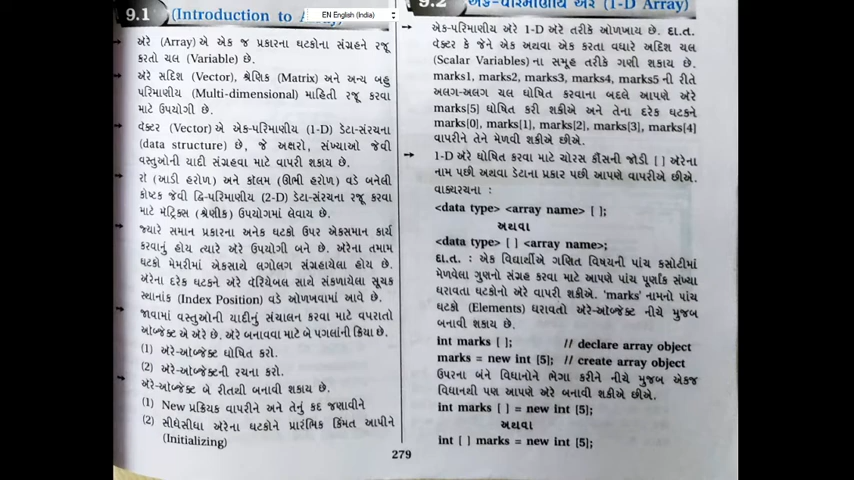 9.1 (Introduction to
EN English (India)
અરે (Array) એ એક જ પ્રકારના ઘટકોના સંગ્રહને રજૂ
કરતો ચલ (Variable) છે.
અરે સદિશ (Vector), શ્રેણિક (Matrix) અને અન્ય બહુ
પરિમાણીય (Multi-dimensional) માહિતી રજૂ કરવા
માટે ઉપયોગી છે.
વેક્ટર (Vector) એ એક-પરિમાણીય (1-D) ડેટા-સંરચના
(data structure) છે, જે અક્ષરો, સંખ્યાઓ જેવી
વસ્તુઓની યાદી સંગ્રહવા માટે વાપરી શકાય છે.
રૉ (આડી હરોળ) અને કૉલમ (ઊભી હરોળ) વડે બનેલી
કોષ્ટક જેવી દ્વિ-પરિમાણીય (2-D) ડેટા-સંરચના રજૂ કરવા
માટે મૅટ્રિક્સ (શ્રેણીક) ઉપયોગમાં લેવાય છે.
જ્યારે સમાન પ્રકારના અનેક ઘટકો ઉપર એકસમાન કાર્ય
કરવાનું હોય ત્યારે અરે ઉપયોગી બને છે. અરેના તમામ
ઘટકો મેમરીમાં એકસાથે લગોલગ સંગ્રહાયેલા હોય છે.
અરેના દરેક ઘટકને અરે વેરિયેબલ સાથે સંકળાયેલા સૂચક
સ્થાનાંક (Index Position) વડે ઓળખવામાં આવે છે.
જાવામાં વસ્તુઓની યાદીનું સંચાલન કરવા માટે વપરાતો
ઑબ્જેક્ટ એ અરે છે. અરે બનાવવા માટે બે પગલાંની ક્રિયા છે.
(1) અરે-ઑબ્જેક્ટ ઘોષિત કરો.
(2) અરે-ઑબ્જેક્ટની રચના કરો.
અરે-ઑબ્જેક્ટ બે રીતથી બનાવી શકાય છે.
(1) New પ્રક્રિયક વાપરીને અને તેનું કદ જણાવીને
(2) સીધેસીધા અરેના ઘટકોને પ્રારંભિક કિંમત આપીને
(Initializing)
9.2 એક-પરિમાણીય અરે (1-D Array)
એક-પરિમાણીય અરે 1-D અરે તરીકે ઓળખાય છે. દા.ત.
વેક્ટર કે જેને એક અથવા એક કરતા વધારે અદિશ ચલ
(Scalar Variables) ના સમૂહ તરીકે ગણી શકાય છે.
marks1, marks2, marks3, marks4, marks5 ની રીતે
અલગ-અલગ ચલ ઘોષિત કરવાના બદલે આપણે અરે
marks[5] ઘોષિત કરી શકીએ અને તેના દરેક ઘટકને
marks[0], marks[1], marks[2], marks[3], marks[4]
વાપરીને તેને મેળવી શકીએ છીએ.
1-D અરે ઘોષિત કરવા માટે ચોરસ કૌંસની જોડી [ ] અરેના
નામ પછી અથવા ડેટાના પ્રકાર પછી આપણે વાપરીએ છીએ.
વાક્યરચના :
<data type> <array name> [ ];
અથવા
<data type> [ ] <array name>;
દા.ત. : એક વિદ્યાર્થીએ ગણિત વિષયની પાંચ કસોટીમાં
મેળવેલા ગુણનો સંગ્રહ કરવા માટે આપણે પાંચ પૂર્ણાંક સંખ્યા
ધરાવતા ઘટકોનો અરે વાપરી શકીએ. 'marks' નામનો પાંચ
ઘટકો (Elements) ધરાવતો અરે-ઑબ્જેક્ટ નીચે મુજબ
બનાવી શકાય છે.
int marks [ ]; // declare array object
marks = new int [5]; // create array object
ઉપરના બંને વિધાનોને ભેગા કરીને નીચે મુજબ એકજ
વિધાનથી પણ આપણે અરે બનાવી શકીએ છીએ.
int marks [ ] = new int [5];
અથવા
int [ ] marks = new int [5];
279